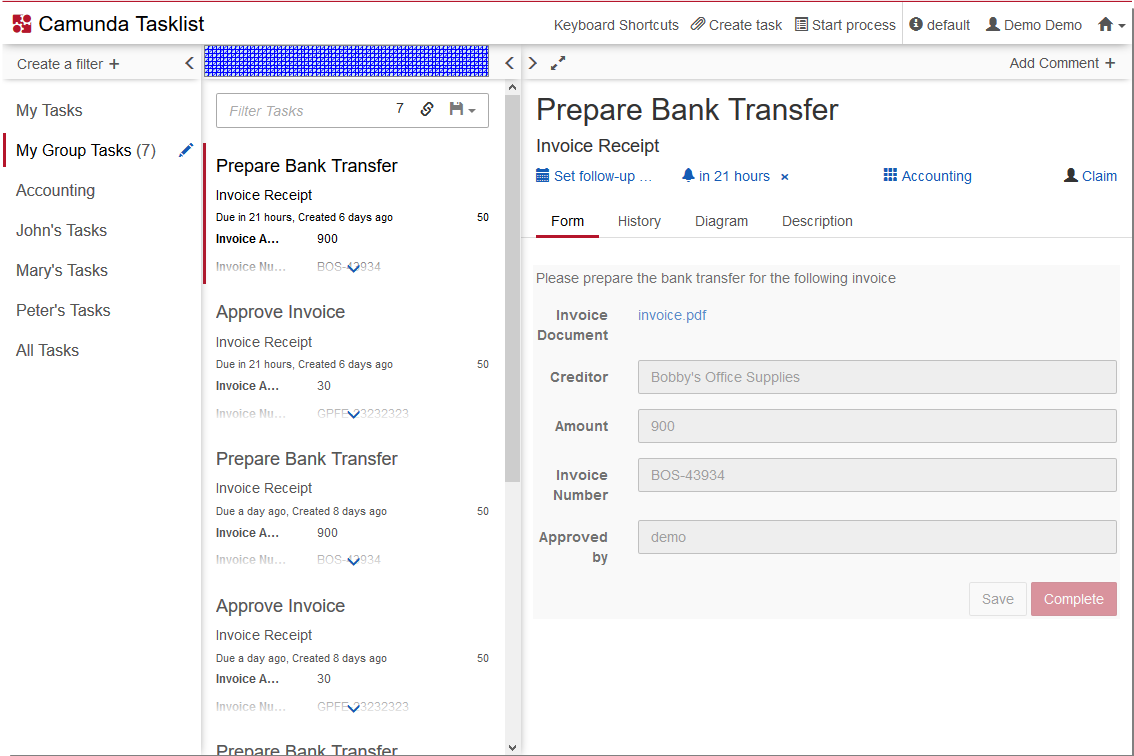 Camunda Tasklist
Keyboard Shortcuts Create task Start process default Demo Demo
Create a filter +
Add Comment +
My Tasks
My Group Tasks (7)
Accounting
John's Tasks
Mary's Tasks
Peter's Tasks
All Tasks
Filter Tasks 7
Prepare Bank Transfer
Invoice Receipt
Due in 21 hours, Created 6 days ago 50
Invoice A... 900
Invoice Nu... BOS-43934
Approve Invoice
Invoice Receipt
Due in 21 hours, Created 6 days ago 50
Invoice A... 30
Invoice Nu... GPFE-23232323
Prepare Bank Transfer
Invoice Receipt
Due a day ago, Created 8 days ago 50
Invoice A... 900
Invoice Nu... BOS-43934
Approve Invoice
Invoice Receipt
Due a day ago, Created 8 days ago 50
Invoice A... 30
Invoice Nu... GPFE-23232323
Prepare Bank Transfer
Prepare Bank Transfer
Invoice Receipt
Set follow-up ... in 21 hours × Accounting Claim
Form History Diagram Description
Please prepare the bank transfer for the following invoice
Invoice
Document
invoice.pdf
Creditor
Bobby's Office Supplies
Amount
900
Invoice
Number
BOS-43934
Approved
by
demo
Save Complete